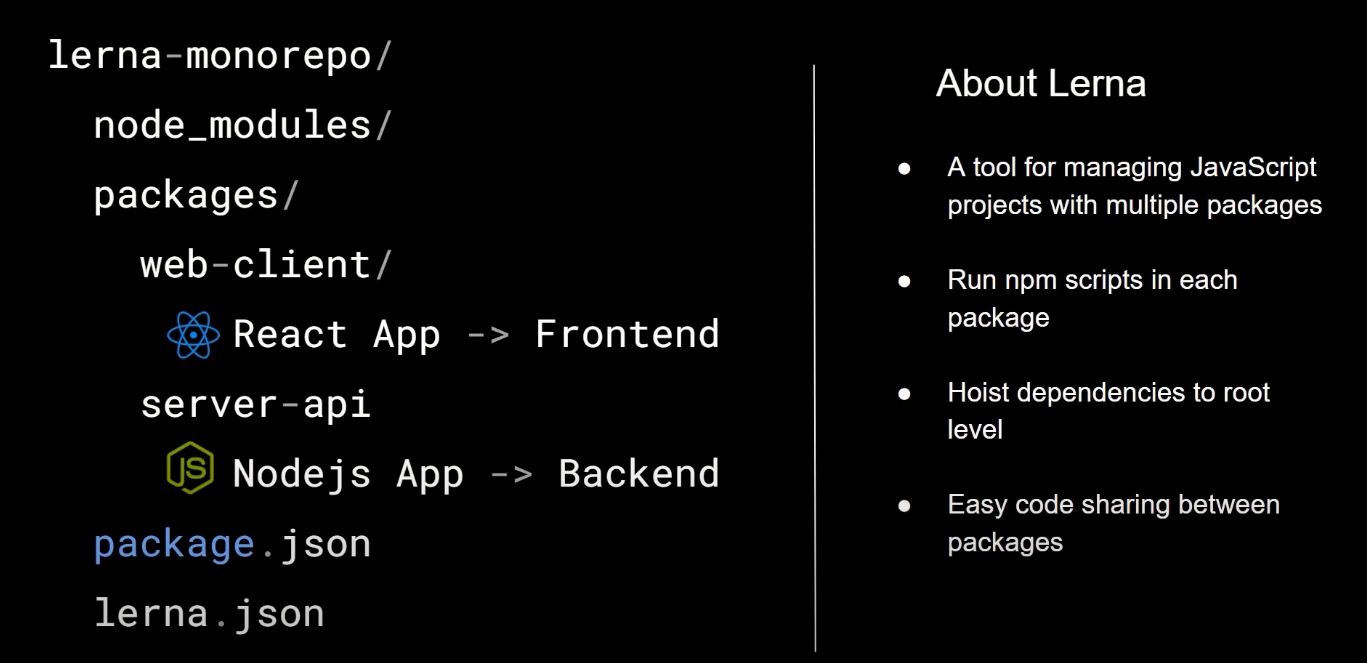 lerna-monorepo/
node_modules/
packages/
web-client/
React App -> Frontend
server-api
JS Nodejs App -> Backend
package.json
lerna.json
About Lerna
● A tool for managing JavaScript
projects with multiple packages
● Run npm scripts in each
package
● Hoist dependencies to root
level
● Easy code sharing between
packages